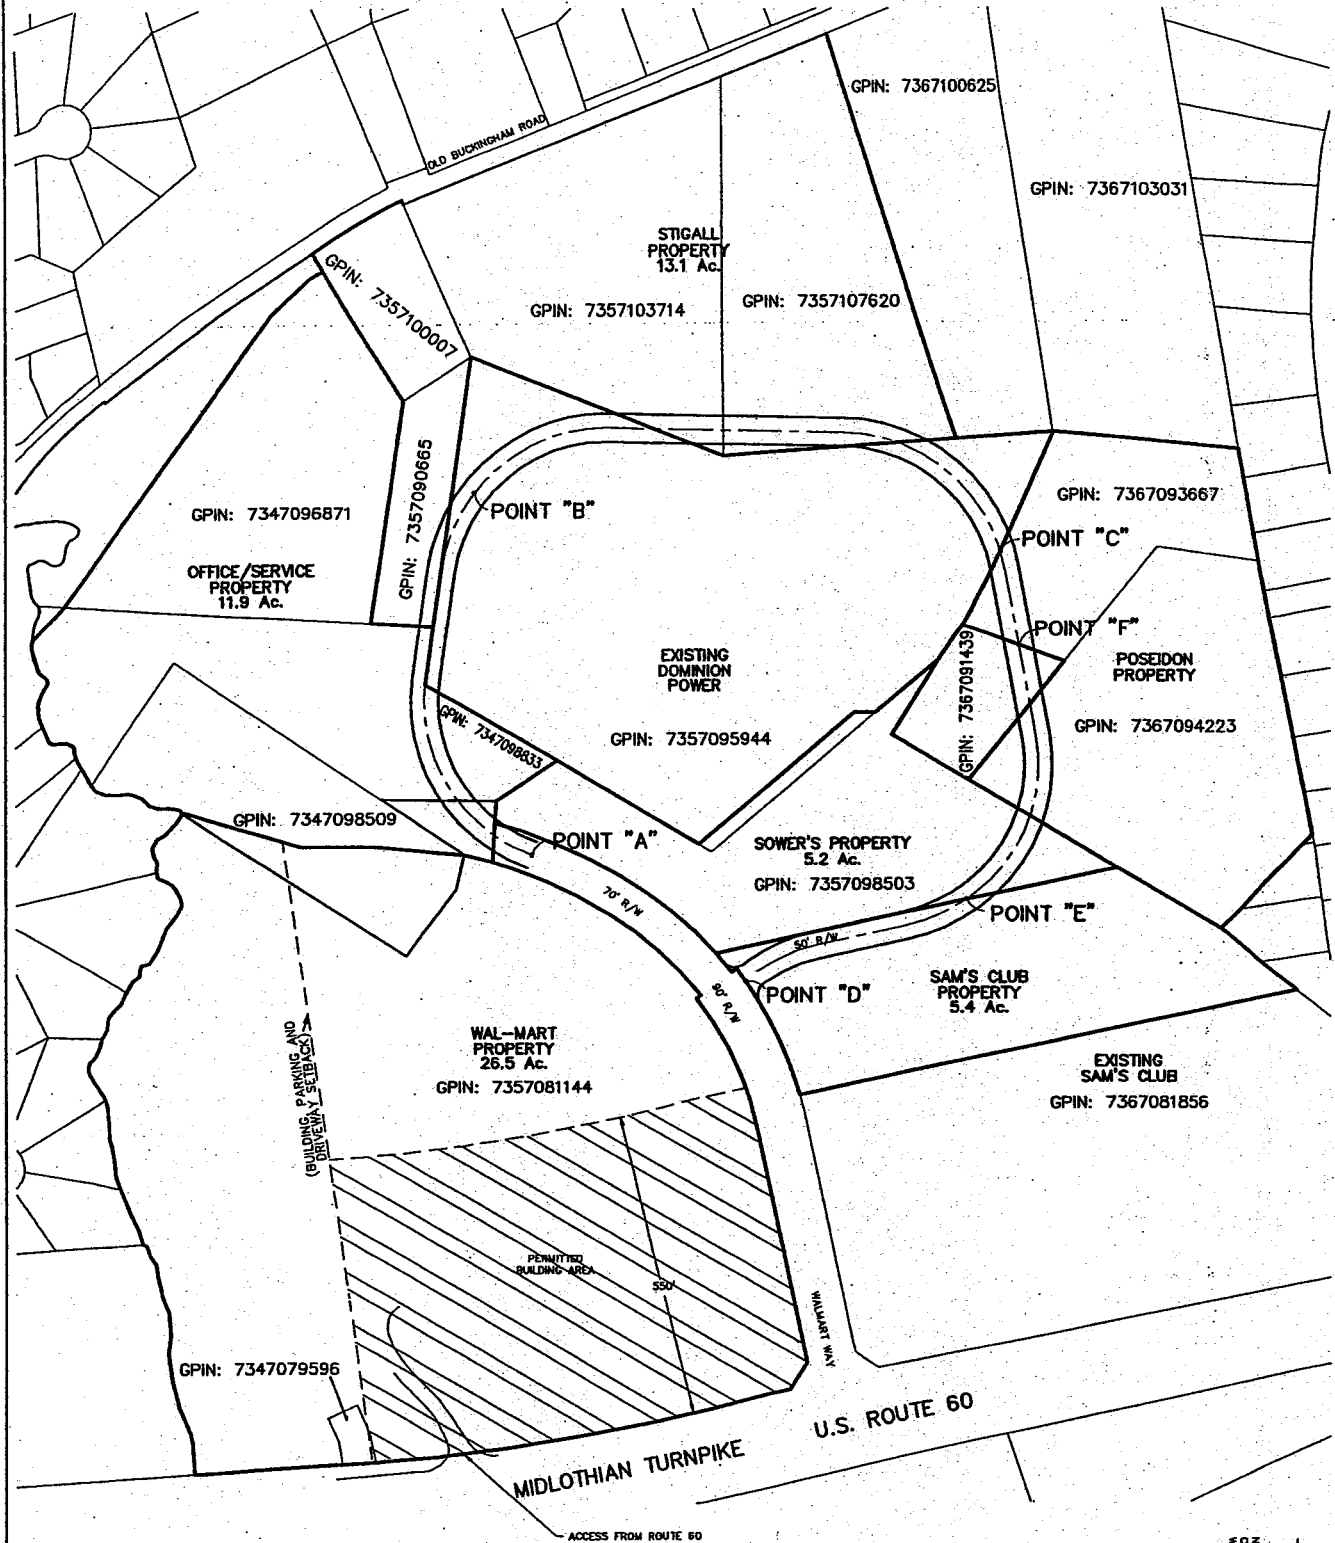 GPIN: 7367100625
OLD BUCKINGHAM ROAD
GPIN: 7367103031
STIGALL
PROPERTY
13.1 Ac.
GPIN: 7357100007
GPIN: 7357103714
GPIN: 7357107620
GPIN: 7357090665
GPIN: 7347096871
POINT "B"
GPIN: 7367093667
POINT "C"
OFFICE/SERVICE
PROPERTY
11.9 Ac.
POINT "F"
EXISTING
DOMINION
POWER
GPIN: 7357095944
GPIN: 7367091439
POSEIDON
PROPERTY
GPIN: 7367094223
GPIN: 7347098833
GPIN: 7347098509
POINT "A"
SOWER'S PROPERTY
5.2 Ac.
GPIN: 7357098503
70' R/W
POINT "E"
50' R/W
90' R/W
POINT "D"
SAM'S CLUB
PROPERTY
5.4 Ac.
WAL-MART
PROPERTY
26.5 Ac.
GPIN: 7357081144
EXISTING
SAM'S CLUB
GPIN: 7367081856
(BUILDING, PARKING AND
DRIVEWAY SETBACK)
PERMITTED
BUILDING AREA
550'
WALMART WAY
GPIN: 7347079596
U.S. ROUTE 60
MIDLOTHIAN TURNPIKE
ACCESS FROM ROUTE 60